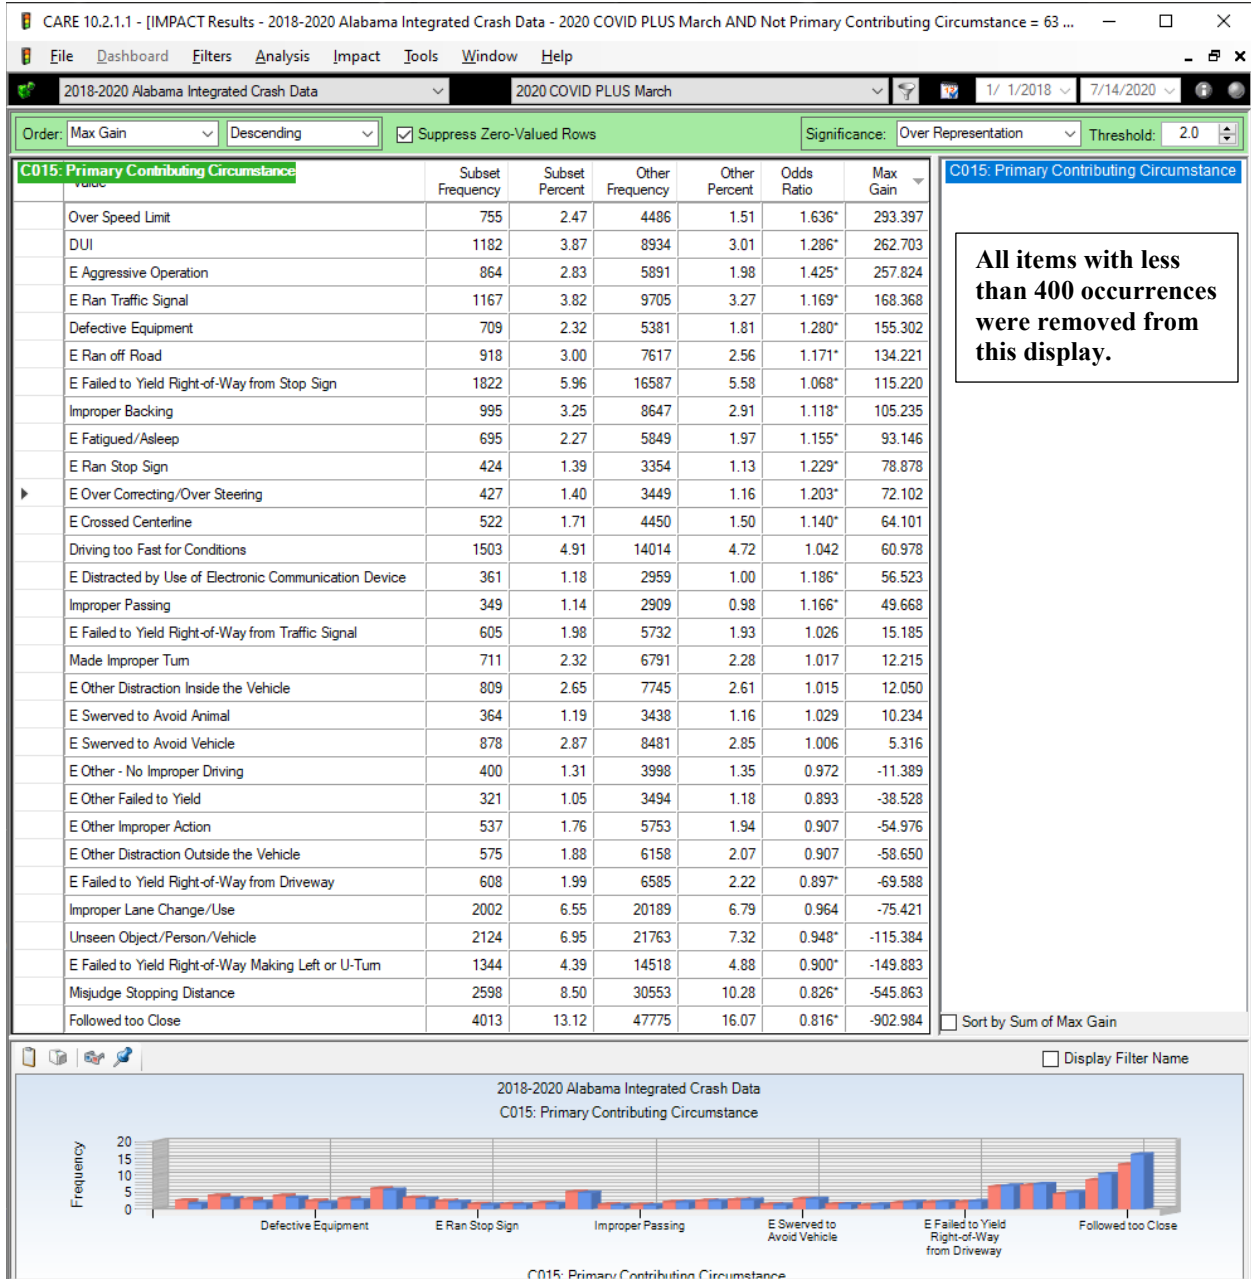 CARE 10.2.1.1 - [IMPACT Results - 2018-2020 Alabama Integrated Crash Data - 2020 COVID PLUS March AND Not Primary Contributing Circumstance = 63 ...
File Dashboard Filters Analysis Impact Tools Window Help
2018-2020 Alabama Integrated Crash Data 2020 COVID PLUS March 1/ 1/2018 7/14/2020
Order: Max Gain Descending Suppress Zero-Valued Rows Significance: Over Representation Threshold: 2.0
C015: Primary Contributing Circumstance Subset Frequency Subset Percent Other Frequency Other Percent Odds Ratio Max Gain
C015: Primary Contributing Circumstance
Over Speed Limit 755 2.47 4486 1.51 1.636* 293.397
DUI 1182 3.87 8934 3.01 1.286* 262.703
E Aggressive Operation 864 2.83 5891 1.98 1.425* 257.824
E Ran Traffic Signal 1167 3.82 9705 3.27 1.169* 168.368
Defective Equipment 709 2.32 5381 1.81 1.280* 155.302
E Ran off Road 918 3.00 7617 2.56 1.171* 134.221
E Failed to Yield Right-of-Way from Stop Sign 1822 5.96 16587 5.58 1.068* 115.220
Improper Backing 995 3.25 8647 2.91 1.118* 105.235
E Fatigued/Asleep 695 2.27 5849 1.97 1.155* 93.146
E Ran Stop Sign 424 1.39 3354 1.13 1.229* 78.878
E Over Correcting/Over Steering 427 1.40 3449 1.16 1.203* 72.102
E Crossed Centerline 522 1.71 4450 1.50 1.140* 64.101
Driving too Fast for Conditions 1503 4.91 14014 4.72 1.042 60.978
E Distracted by Use of Electronic Communication Device 361 1.18 2959 1.00 1.186* 56.523
Improper Passing 349 1.14 2909 0.98 1.166* 49.668
E Failed to Yield Right-of-Way from Traffic Signal 605 1.98 5732 1.93 1.026 15.185
Made Improper Turn 711 2.32 6791 2.28 1.017 12.215
E Other Distraction Inside the Vehicle 809 2.65 7745 2.61 1.015 12.050
E Swerved to Avoid Animal 364 1.19 3438 1.16 1.029 10.234
E Swerved to Avoid Vehicle 878 2.87 8481 2.85 1.006 5.316
E Other - No Improper Driving 400 1.31 3998 1.35 0.972 -11.389
E Other Failed to Yield 321 1.05 3494 1.18 0.893 -38.528
E Other Improper Action 537 1.76 5753 1.94 0.907 -54.976
E Other Distraction Outside the Vehicle 575 1.88 6158 2.07 0.907 -58.650
E Failed to Yield Right-of-Way from Driveway 608 1.99 6585 2.22 0.897* -69.588
Improper Lane Change/Use 2002 6.55 20189 6.79 0.964 -75.421
Unseen Object/Person/Vehicle 2124 6.95 21763 7.32 0.948* -115.384
E Failed to Yield Right-of-Way Making Left or U-Turn 1344 4.39 14518 4.88 0.900* -149.883
Misjudge Stopping Distance 2598 8.50 30553 10.28 0.826* -545.863
Followed too Close 4013 13.12 47775 16.07 0.816* -902.984
All items with less
than 400 occurrences
were removed from
this display.
Sort by Sum of Max Gain
Display Filter Name
2018-2020 Alabama Integrated Crash Data
C015: Primary Contributing Circumstance
Frequency
20
15
10
5
0
Defective Equipment
E Ran Stop Sign
Improper Passing
E Swerved to
Avoid Vehicle
E Failed to Yield
Right-of-Way
from Driveway
Followed too Close
C015: Primary Contributing Circumstance